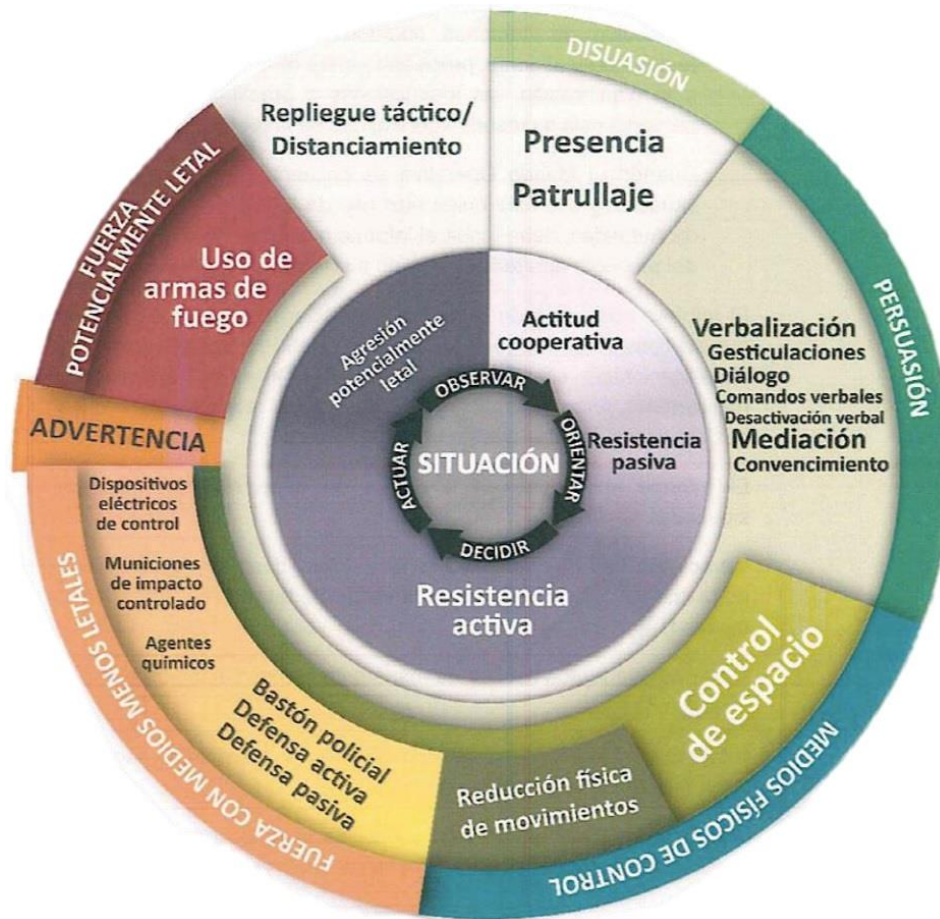 DISUASIÓN
Presencia
Patrullaje
PERSUASIÓN
Verbalización
Gesticulaciones
Diálogo
Comandos verbales
Desactivación verbal
Mediación
Convencimiento
MEDIOS FÍSICOS DE CONTROL
Control
de espacio
Reducción física
de movimientos
FUERZA CON MEDIOS MENOS LETALES
Bastón policial
Defensa activa
Defensa pasiva
Agentes
químicos
Municiones
de impacto
controlado
Dispositivos
eléctricos
de control
ADVERTENCIA
FUERZA
POTENCIALMENTE LETAL
Uso de
armas de
fuego
Repliegue táctico/
Distanciamiento
Actitud
cooperativa
Resistencia
pasiva
Resistencia
activa
Agresión
potencialmente
letal
OBSERVAR
ORIENTAR
DECIDIR
ACTUAR
SITUACIÓN